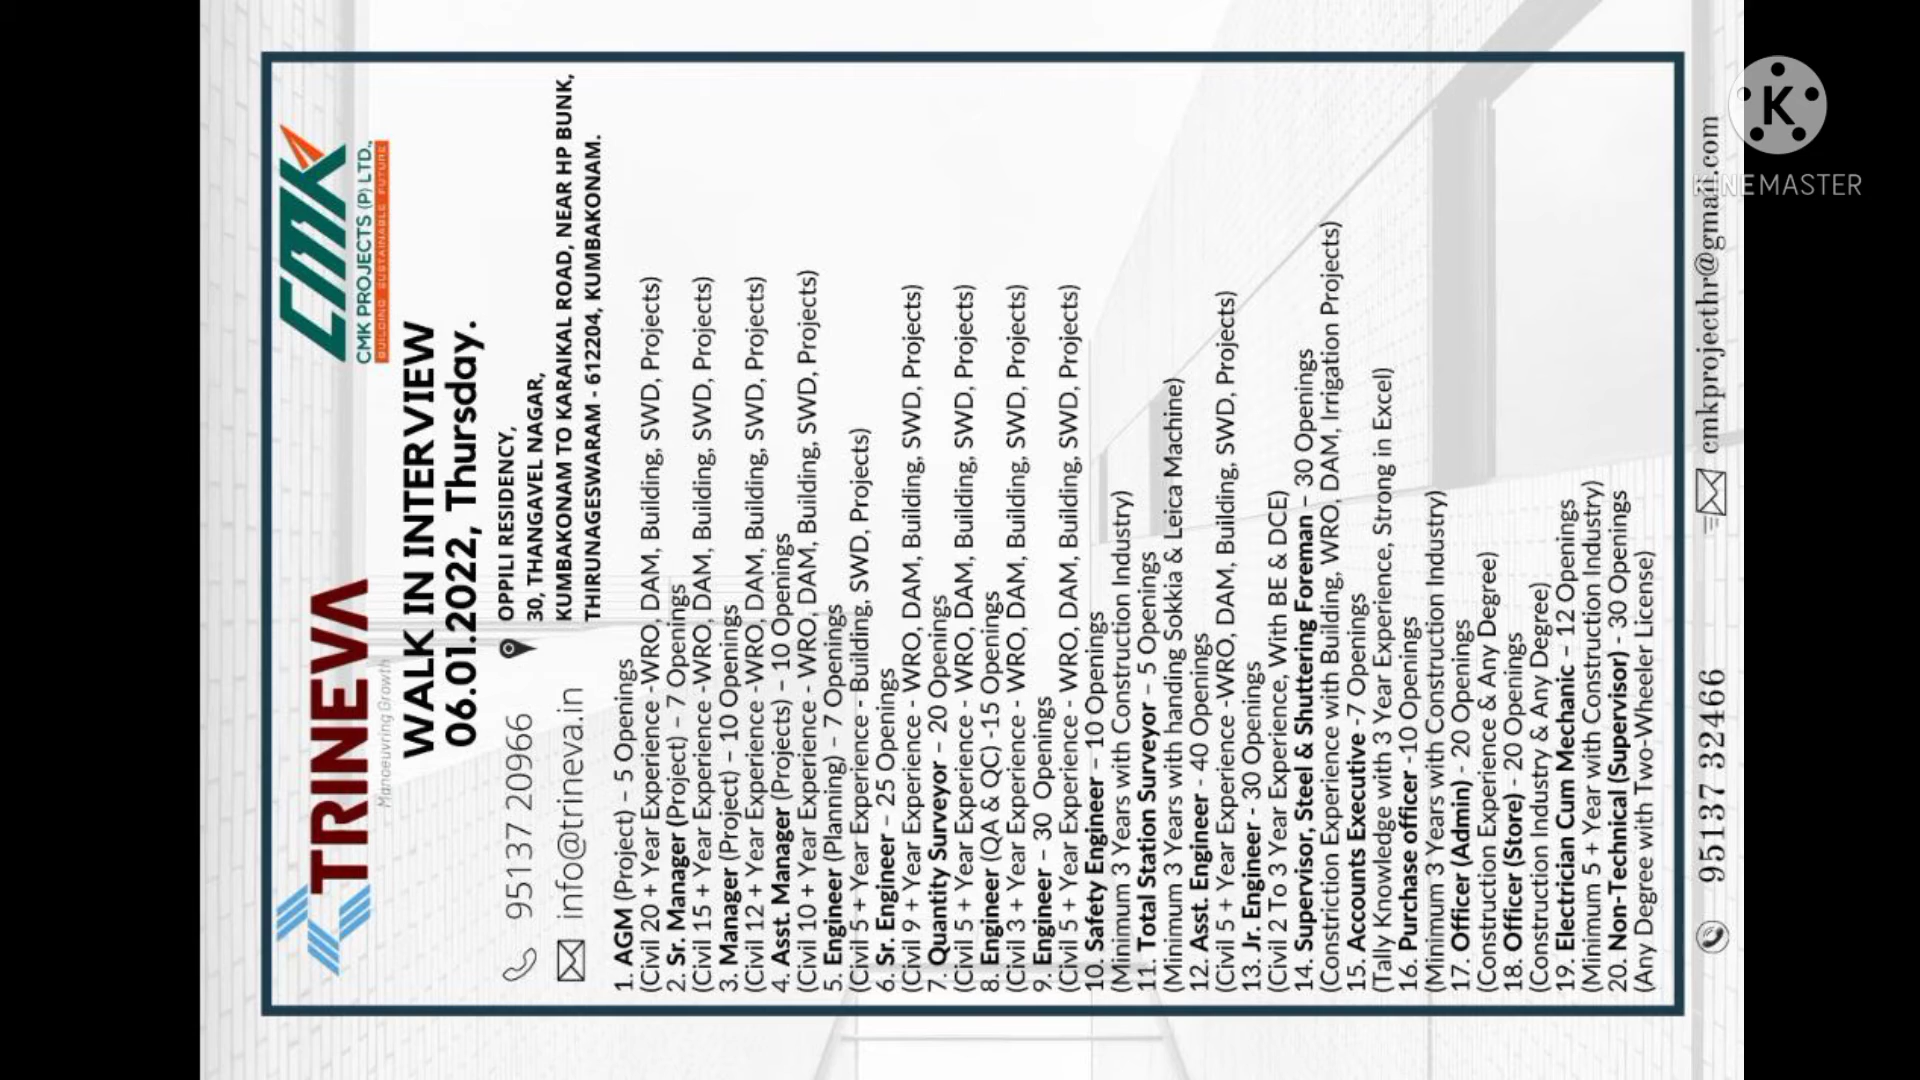 TRINEVA
Manoeuvring Growth
CMK
CMK PROJECTS (P) LTD.,
BUILDING SUSTAINABLE FUTURE
WALK IN INTERVIEW
06.01.2022, Thursday.
95137 20966
info@trineva.in
OPPILI RESIDENCY,
30, THANGAVEL NAGAR,
KUMBAKONAM TO KARAIKAL ROAD, NEAR HP BUNK,
THIRUNAGESWARAM - 612204, KUMBAKONAM.
1. AGM (Project) – 5 Openings
(Civil 20 + Year Experience -WRO, DAM, Building, SWD, Projects)
2. Sr. Manager (Project) – 7 Openings
(Civil 15 + Year Experience -WRO, DAM, Building, SWD, Projects)
3. Manager (Project) – 10 Openings
(Civil 12 + Year Experience -WRO, DAM, Building, SWD, Projects)
4. Asst. Manager (Projects) – 10 Openings
(Civil 10 + Year Experience - WRO, DAM, Building, SWD, Projects)
5. Engineer (Planning) – 7 Openings
(Civil 5 + Year Experience - Building, SWD, Projects)
6. Sr. Engineer – 25 Openings
(Civil 9 + Year Experience - WRO, DAM, Building, SWD, Projects)
7. Quantity Surveyor – 20 Openings
(Civil 5 + Year Experience - WRO, DAM, Building, SWD, Projects)
8. Engineer (QA & QC) -15 Openings
(Civil 3 + Year Experience - WRO, DAM, Building, SWD, Projects)
9. Engineer – 30 Openings
(Civil 5 + Year Experience - WRO, DAM, Building, SWD, Projects)
10. Safety Engineer – 10 Openings
(Minimum 3 Years with Construction Industry)
11. Total Station Surveyor – 5 Openings
(Minimum 3 Years with handing Sokkia & Leica Machine)
12. Asst. Engineer - 40 Openings
(Civil 5 + Year Experience -WRO, DAM, Building, SWD, Projects)
13. Jr. Engineer - 30 Openings
(Civil 2 To 3 Year Experience, With BE & DCE)
14. Supervisor, Steel & Shuttering Foreman – 30 Openings
(Constriction Experience with Building, WRO, DAM, Irrigation Projects)
15. Accounts Executive -7 Openings
(Tally Knowledge with 3 Year Experience, Strong in Excel)
16. Purchase officer -10 Openings
(Minimum 3 Years with Construction Industry)
17. Officer (Admin) - 20 Openings
(Construction Experience & Any Degree)
18. Officer (Store) - 20 Openings
(Construction Industry & Any Degree)
19. Electrician Cum Mechanic – 12 Openings
(Minimum 5 + Year with Construction Industry)
20. Non-Technical (Supervisor) - 30 Openings
(Any Degree with Two-Wheeler License)
95137 32466
cmkprojecthr@gmail.com
K
KINEMASTER